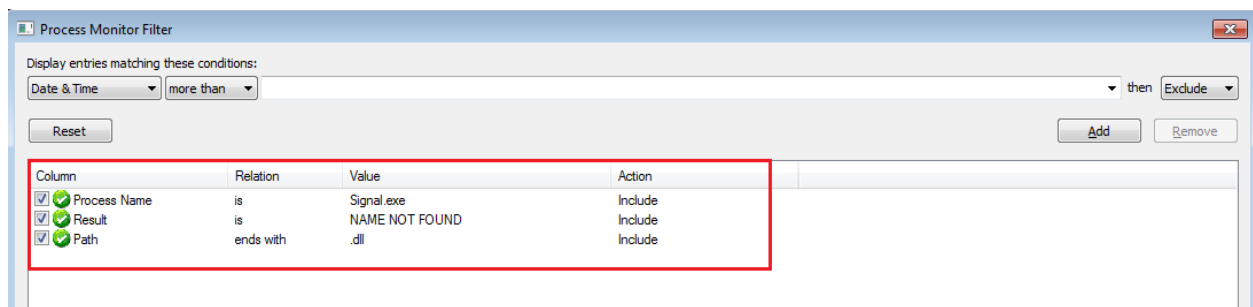 Process Monitor Filter
Display entries matching these conditions:
Date & Time more than then Exclude
Reset Add Remove
Column Relation Value Action
Process Name is Signal.exe Include
Result is NAME NOT FOUND Include
Path ends with .dll Include